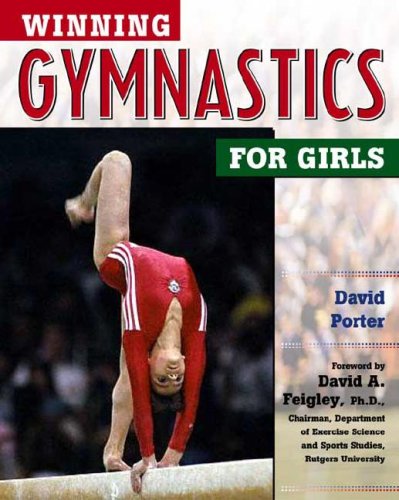 WINNING
GYMNASTICS
FOR GIRLS
David
Porter
Foreword by
David A.
Feigley, Ph.D.,
Chairman, Department
of Exercise Science
and Sports Studies,
Rutgers University